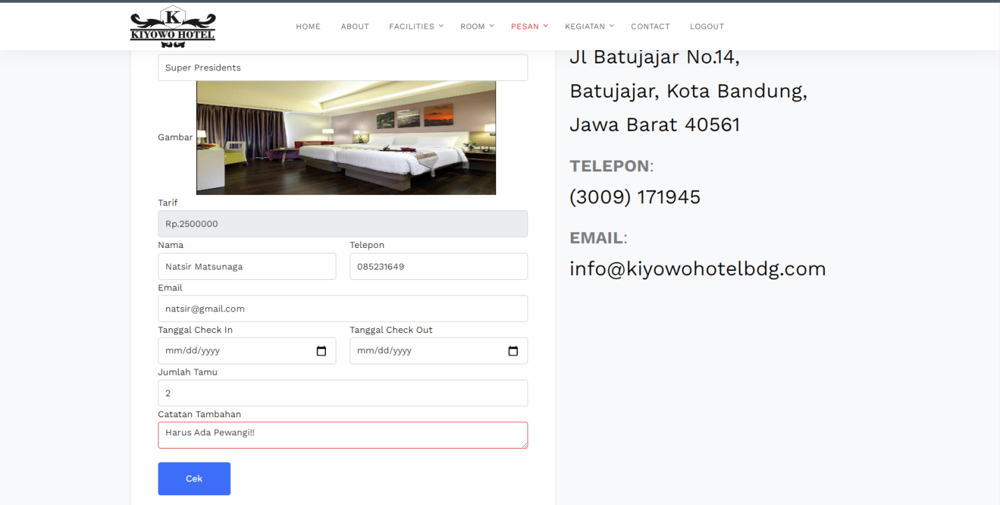 K
KIYOWO HOTEL
HOME ABOUT FACILITIES ROOM PESAN KEGIATAN CONTACT LOGOUT
Super Presidents
Gambar
Tarif
Rp.2500000
Nama Telepon
Natsir Matsunaga 085231649
Email
natsir@gmail.com
Tanggal Check In Tanggal Check Out
mm/dd/yyyy mm/dd/yyyy
Jumlah Tamu
2
Catatan Tambahan
Harus Ada Pewangi!!
Cek
Jl Batujajar No.14,
Batujajar, Kota Bandung,
Jawa Barat 40561
TELEPON:
(3009) 171945
EMAIL:
info@kiyowohotelbdg.com